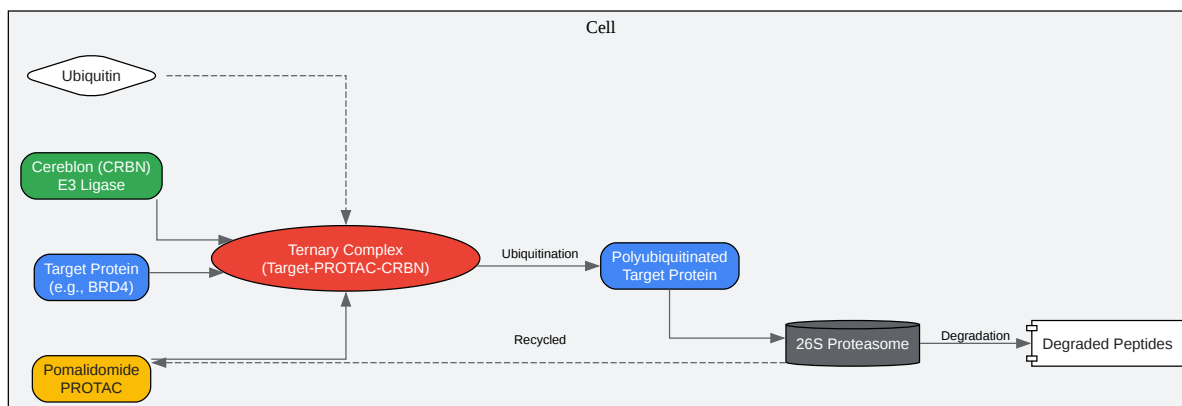 Cell
Ubiquitin
Cereblon (CRBN)
E3 Ligase
Target Protein
(e.g., BRD4)
Pomalidomide
PROTAC
Ternary Complex
(Target-PROTAC-CRBN)
Ubiquitination
Polyubiquitinated
Target Protein
Recycled
26S Proteasome
Degradation
Degraded Peptides